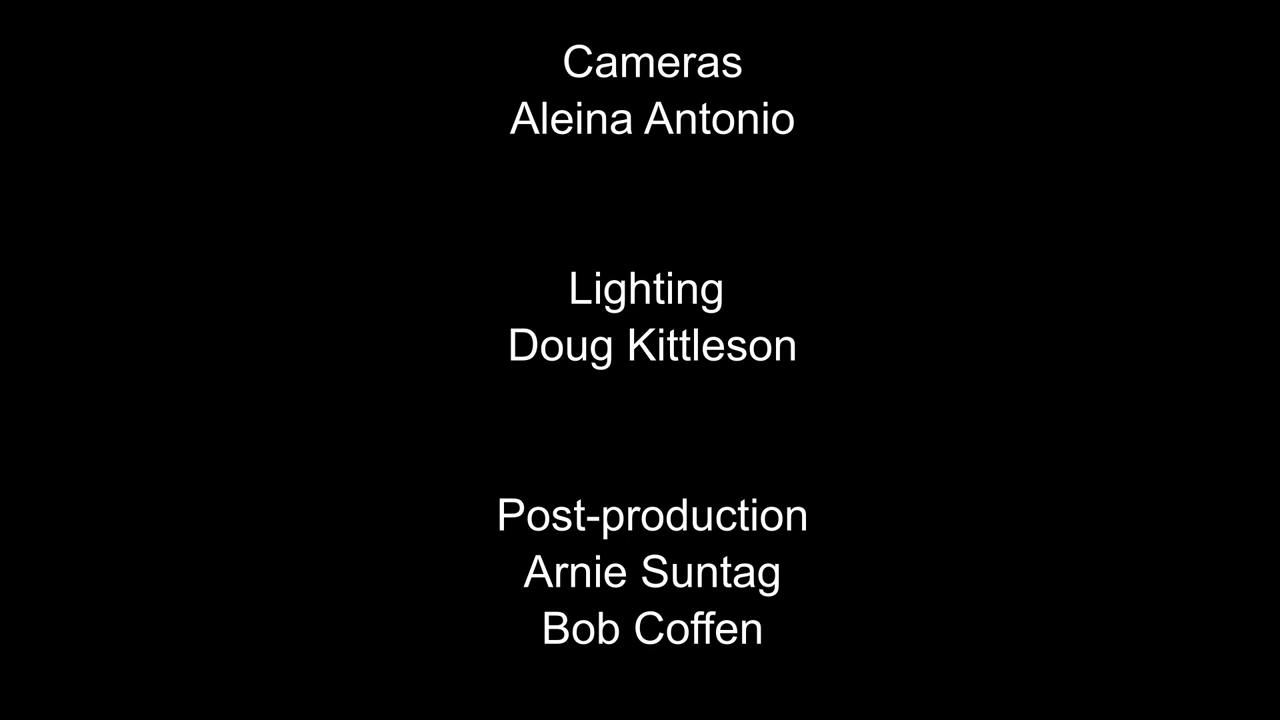 Cameras
Aleina Antonio
Lighting
Doug Kittleson
Post-production
Arnie Suntag
Bob Coffen